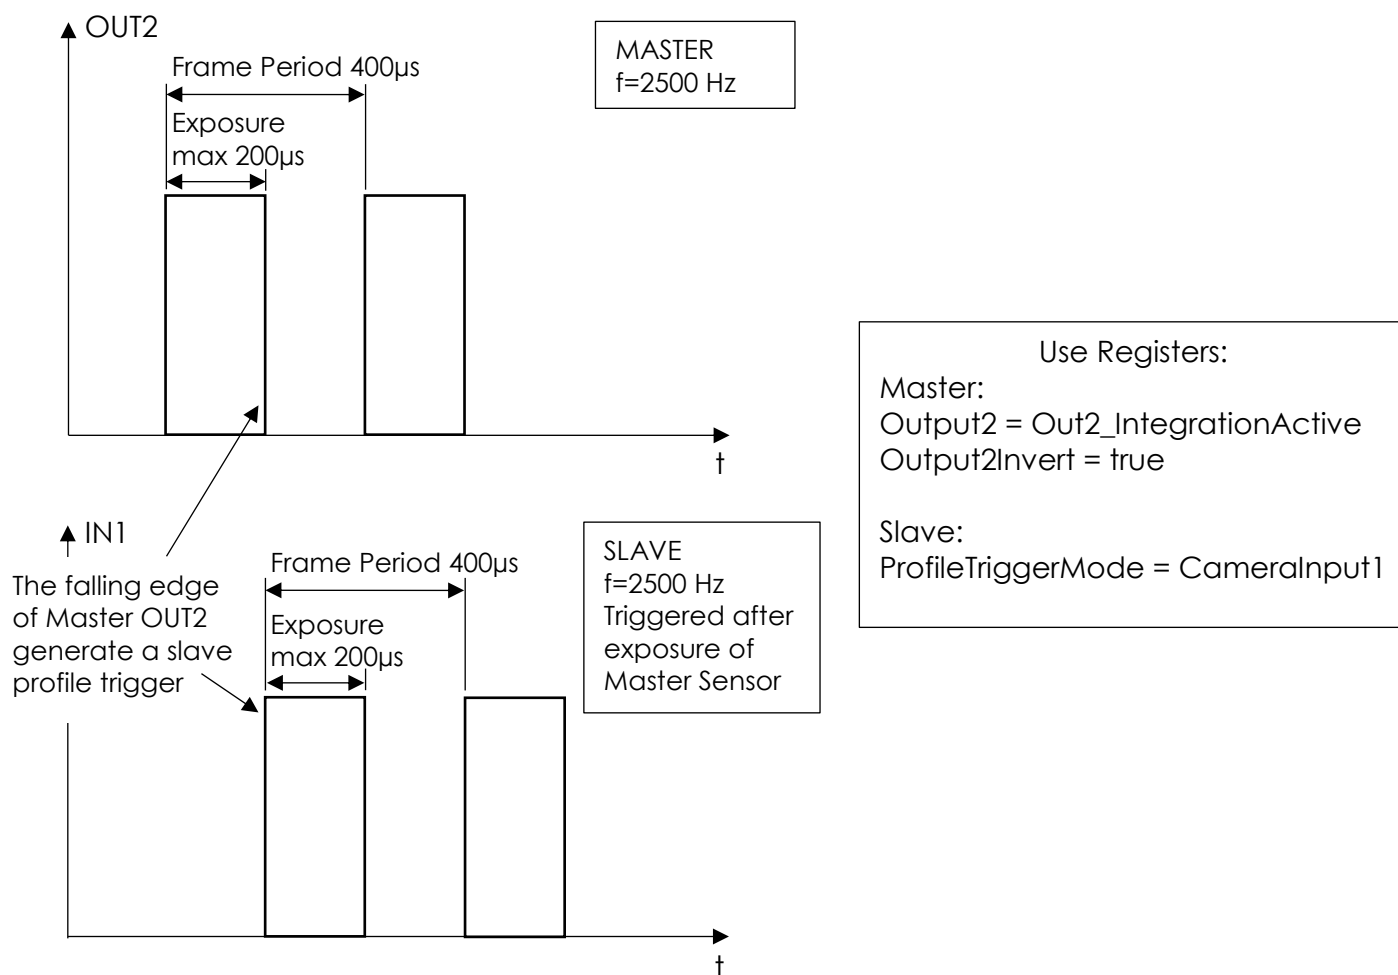 OUT2
Frame Period 400µs
Exposure
max 200µs
MASTER
f=2500 Hz
t
Use Registers:
Master:
Output2 = Out2_IntegrationActive
Output2Invert = true
Slave:
ProfileTriggerMode = CameraInput1
IN1
The falling edge
of Master OUT2
generate a slave
profile trigger
Frame Period 400µs
Exposure
max 200µs
SLAVE
f=2500 Hz
Triggered after
exposure of
Master Sensor
t